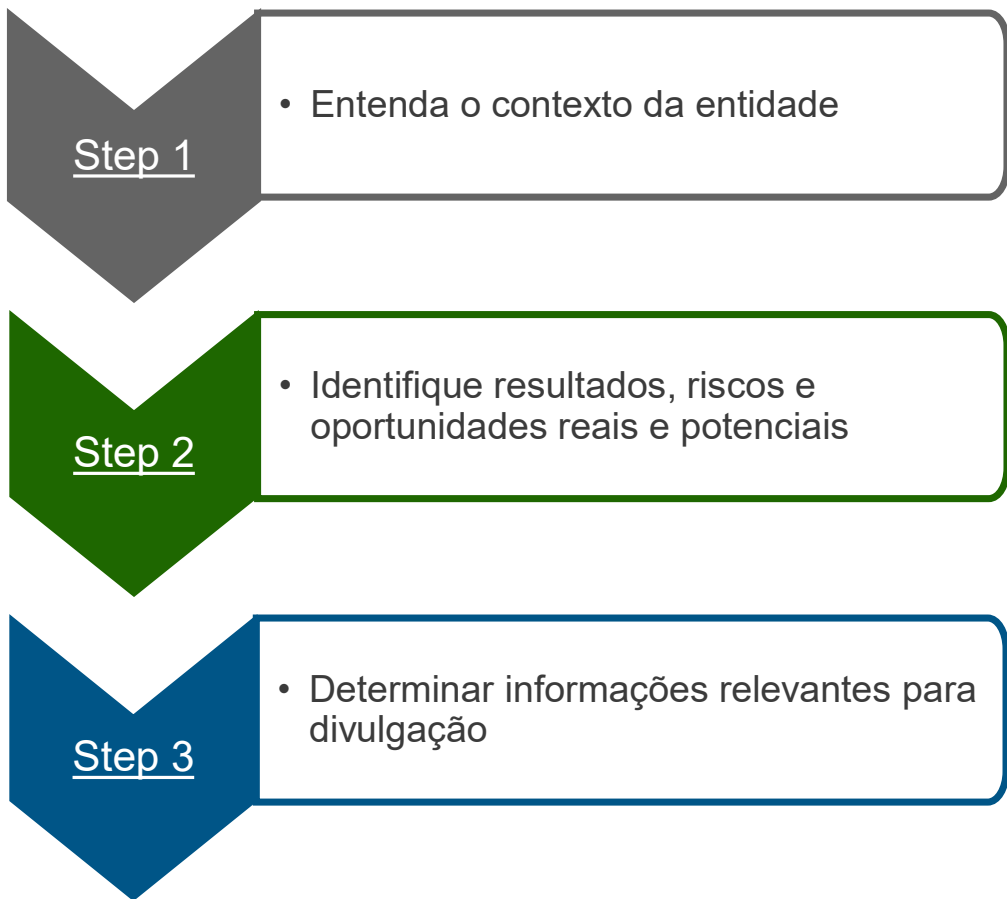 Step 1
• Entenda o contexto da entidade
Step 2
• Identifique resultados, riscos e
oportunidades reais e potenciais
Step 3
• Determinar informações relevantes para
divulgação